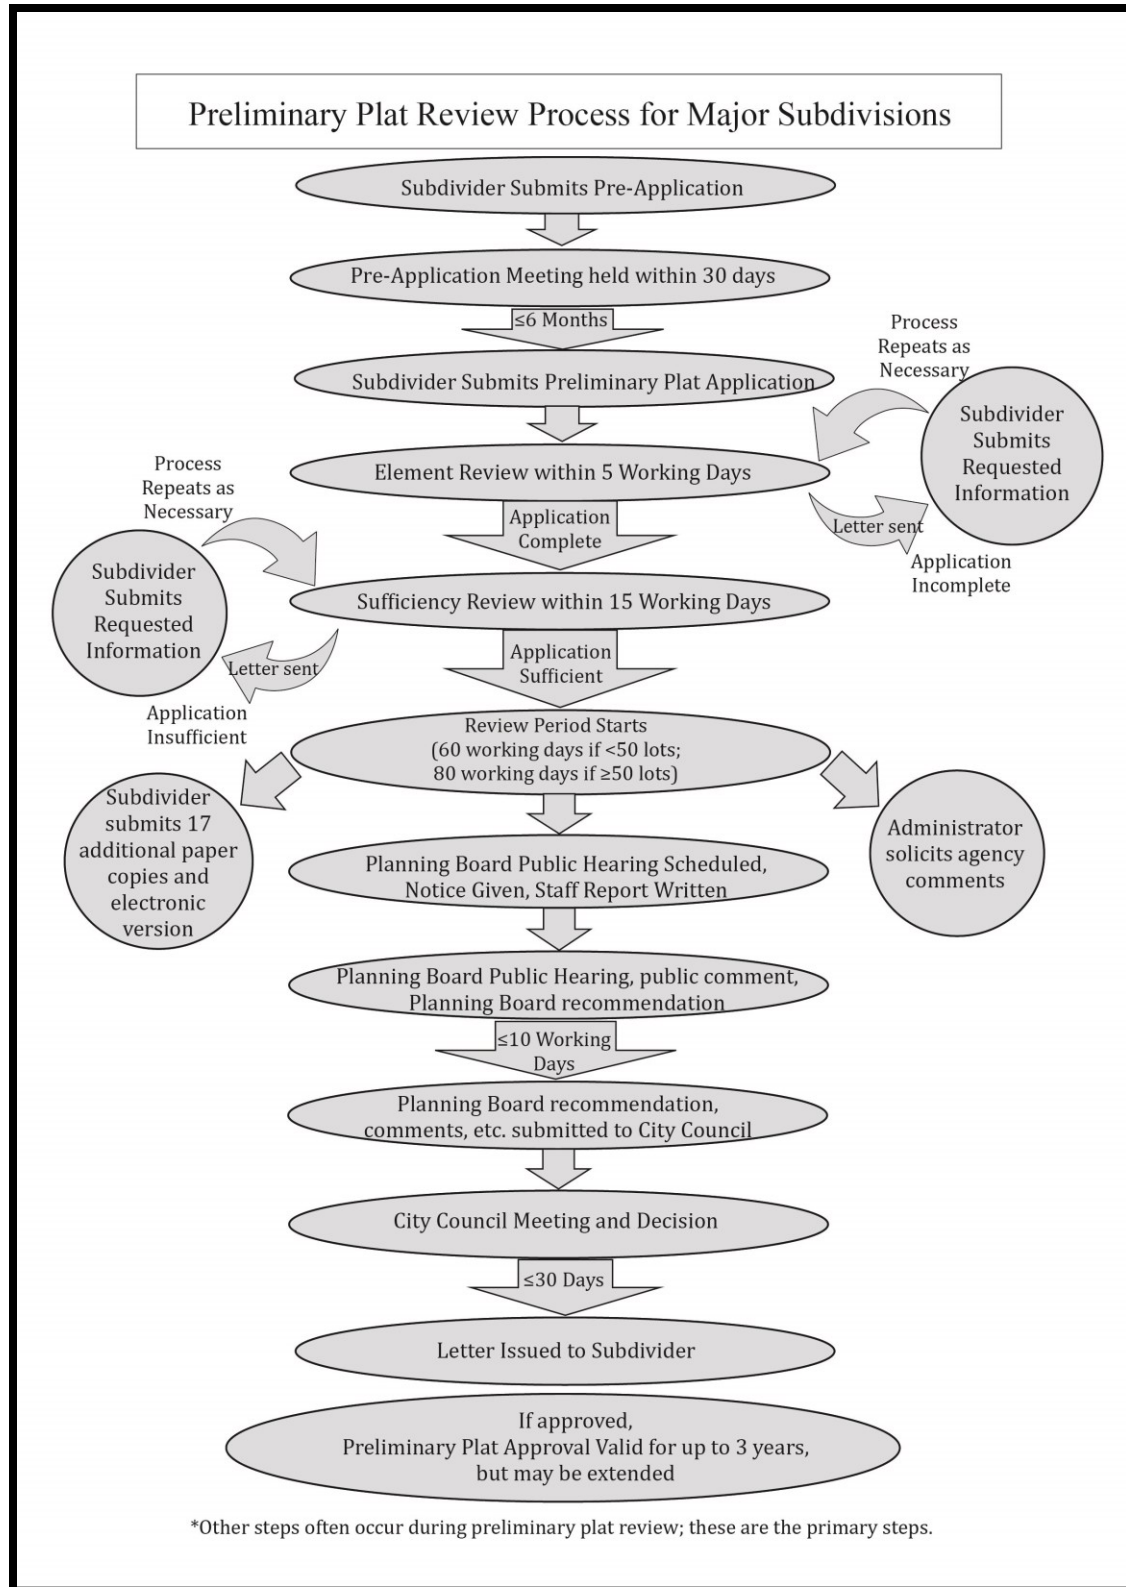 Preliminary Plat Review Process for Major Subdivisions
Subdivider Submits Pre-Application
Pre-Application Meeting held within 30 days
≤6 Months
Subdivider Submits Preliminary Plat Application
Process
Repeats as
Necessary
Subdivider
Submits
Requested
Information
Element Review within 5 Working Days
Letter sent
Application
Incomplete
Application
Complete
Process
Repeats as
Necessary
Subdivider
Submits
Requested
Information
Sufficiency Review within 15 Working Days
Letter sent
Application
Insufficient
Application
Sufficient
Review Period Starts
(60 working days if <50 lots;
80 working days if ≥50 lots)
Subdivider
submits 17
additional paper
copies and
electronic
version
Planning Board Public Hearing Scheduled,
Notice Given, Staff Report Written
Administrator
solicits agency
comments
Planning Board Public Hearing, public comment,
Planning Board recommendation
≤10 Working
Days
Planning Board recommendation,
comments, etc. submitted to City Council
City Council Meeting and Decision
≤30 Days
Letter Issued to Subdivider
If approved,
Preliminary Plat Approval Valid for up to 3 years,
but may be extended
*Other steps often occur during preliminary plat review; these are the primary steps.